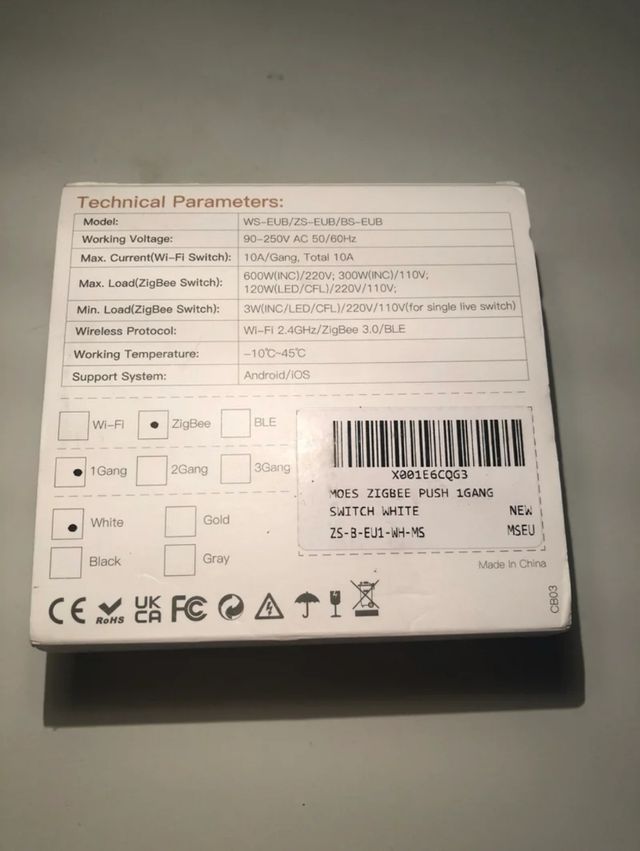 Technical Parameters:
Model: WS-EUB/ZS-EUB/BS-EUB
Working Voltage: 90-250V AC 50/60Hz
Max. Current(Wi-Fi Switch): 10A/Gang, Total 10A
Max. Load(ZigBee Switch): 600W(INC)/220V; 300W(INC)/110V;
120W(LED/CFL)/220V/110V;
Min. Load(ZigBee Switch): 3W(INC/LED/CFL)/220V/110V(for single live switch)
Wireless Protocol: Wi-Fi 2.4GHz/ZigBee 3.0/BLE
Working Temperature: -10℃~45℃
Support System: Android/iOS
Wi-Fi ZigBee BLE
1Gang 2Gang 3Gang
White Gold
Black Gray
X001E6CQG3
MOES ZIGBEE PUSH 1GANG
SWITCH WHITE NEW
ZS-B-EU1-WH-MS MSEU
Made In China
CE RoHS UK CA FC
CB03